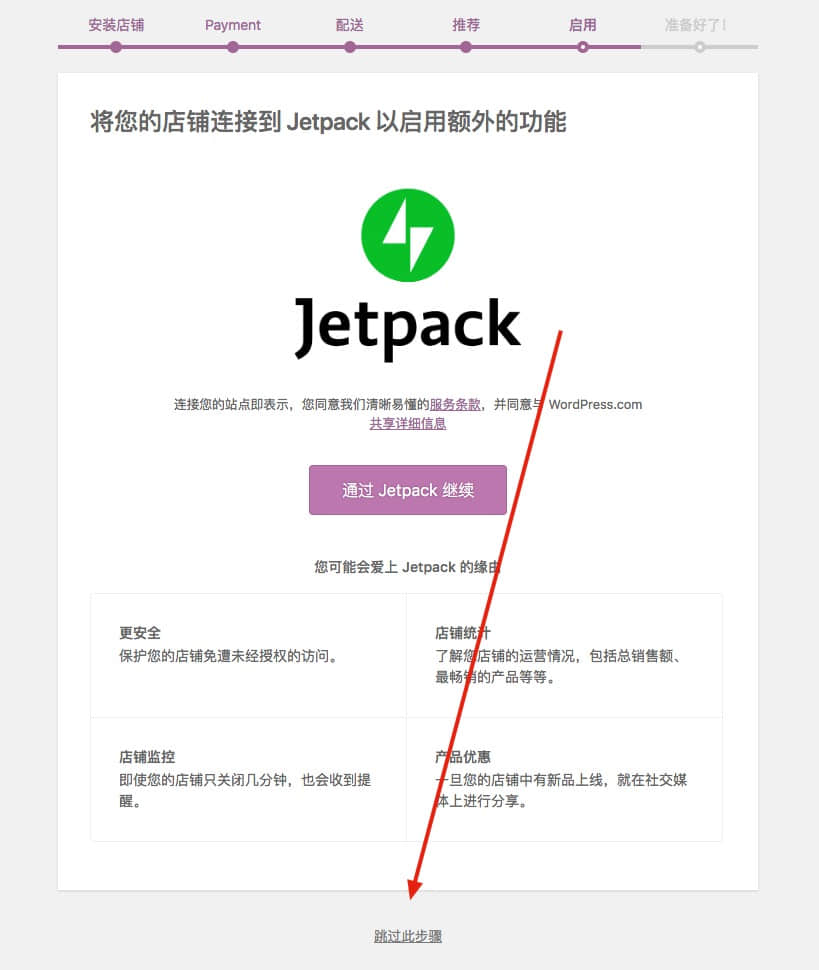 安装店铺 Payment 配送 推荐 启用 准备好了!
将您的店铺连接到 Jetpack 以启用额外的功能
Jetpack
连接您的站点即表示，您同意我们清晰易懂的服务条款，并同意与 WordPress.com
共享详细信息
通过 Jetpack 继续
您可能会爱上 Jetpack 的缘由
更安全
保护您的店铺免遭未经授权的访问。
店铺统计
了解您店铺的运营情况，包括总销售额、
最畅销的产品等等。
店铺监控
即使您的店铺只关闭几分钟，也会收到提
醒。
产品优惠
一旦您的店铺中有新品上线，就在社交媒
体上进行分享。
跳过此步骤